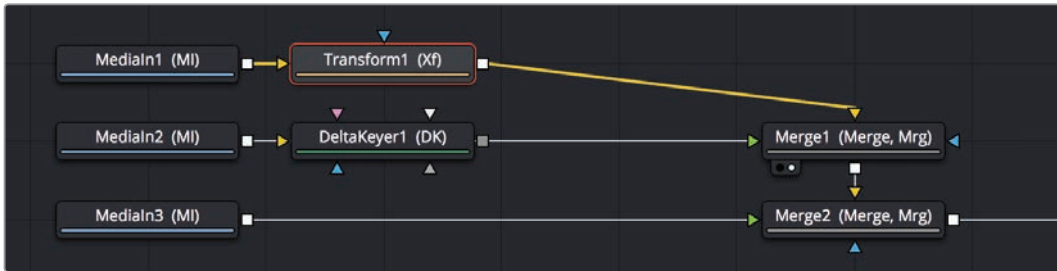 MediaIn1 (MI)
Transform1 (Xf)
MediaIn2 (MI)
DeltaKeyer1 (DK)
Merge1 (Merge, Mrg)
MediaIn3 (MI)
Merge2 (Merge, Mrg)